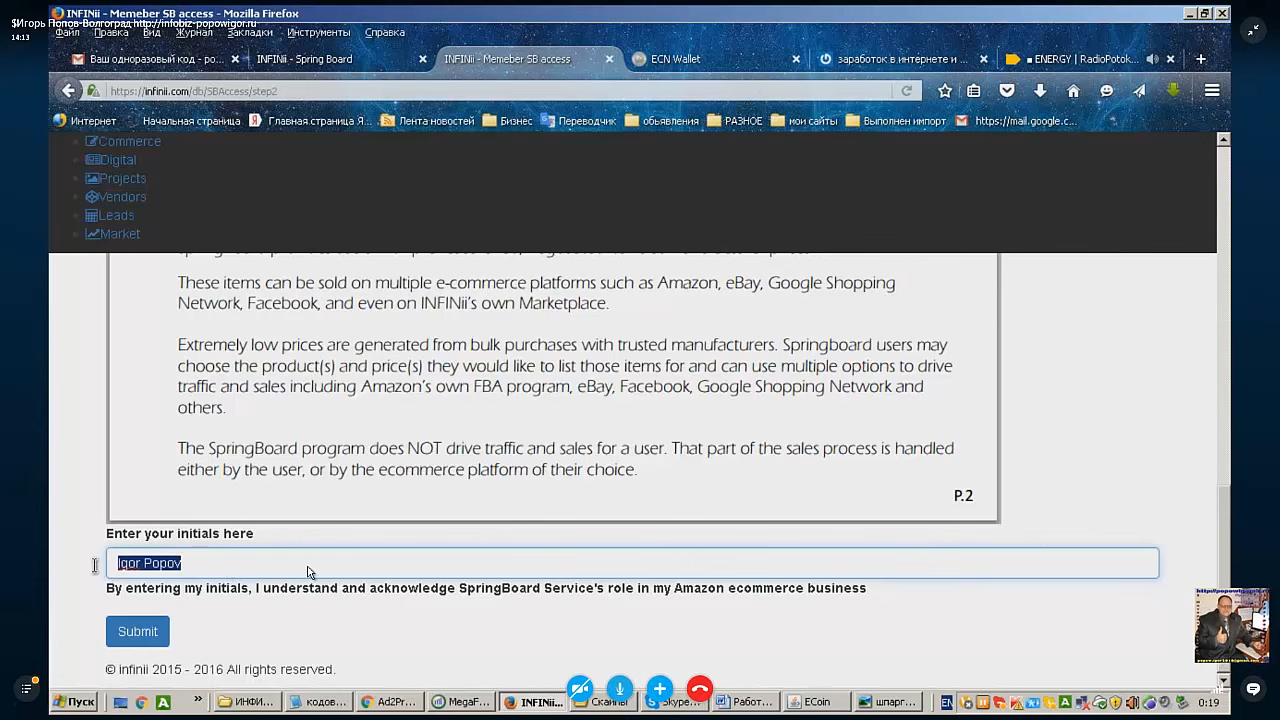 INFINii - Memeber SB access - Mozilla Firefox
Игорь Попов-Волгоград http://infobiz-popowigor.ru
14:13
Файл Правка Вид Журнал Закладки Инструменты Справка
Ваш одноразовый код - po... INFINii - Spring Board INFINii - Memeber SB access ECN Wallet заработок в интернете и ... ENERGY | RadioPotok...
https://infinii.com/db/SBAccess/step2
Интернет Начальная страница Главная страница Я... Лента новостей Бизнес Переводчик объявления РАЗНОЕ мои сайты Выполнен импорт https://mail.google.c...
Commerce
Digital
Projects
Vendors
Leads
Market
These items can be sold on multiple e-commerce platforms such as Amazon, eBay, Google Shopping
Network, Facebook, and even on INFINii's own Marketplace.
Extremely low prices are generated from bulk purchases with trusted manufacturers. Springboard users may
choose the product(s) and price(s) they would like to list those items for and can use multiple options to drive
traffic and sales including Amazon's own FBA program, eBay, Facebook, Google Shopping Network and
others.
The SpringBoard program does NOT drive traffic and sales for a user. That part of the sales process is handled
either by the user, or by the ecommerce platform of their choice.
P.2
Enter your initials here
Igor Popov
By entering my initials, I understand and acknowledge SpringBoard Service's role in my Amazon ecommerce business
Submit
© infinii 2015 - 2016 All rights reserved.
Пуск ИНФИ... кодов... Ad2Pr... MegaF... INFINii... Скайпы Skype... Работ... ECoin шпарг... EN 0:19